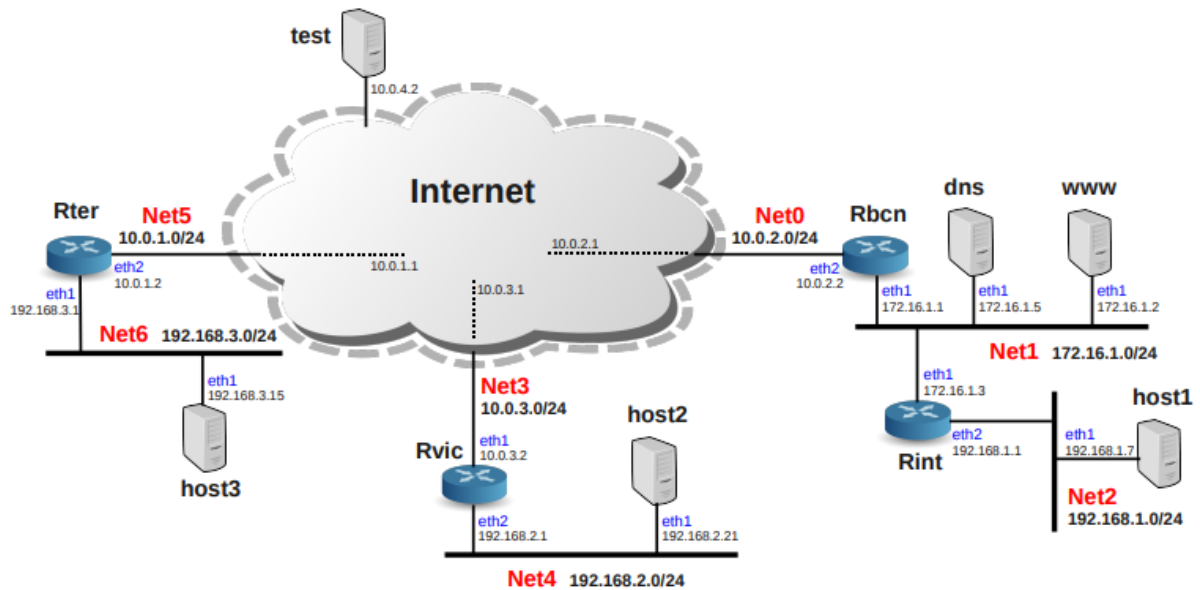 test
10.0.4.2
Internet
Rter
Net5
10.0.1.0/24
eth2
10.0.1.2
10.0.1.1
eth1
192.168.3.1
Net6 192.168.3.0/24
eth1
192.168.3.15
host3
10.0.3.1
Net3
10.0.3.0/24
Rvic
eth1
10.0.3.2
eth2
192.168.2.1
host2
eth1
192.168.2.21
Net4 192.168.2.0/24
10.0.2.1
Net0
10.0.2.0/24
Rbcn
eth2
10.0.2.2
eth1
172.16.1.1
dns
eth1
172.16.1.5
www
eth1
172.16.1.2
Net1 172.16.1.0/24
eth1
172.16.1.3
Rint
eth2
192.168.1.1
host1
eth1
192.168.1.7
Net2
192.168.1.0/24